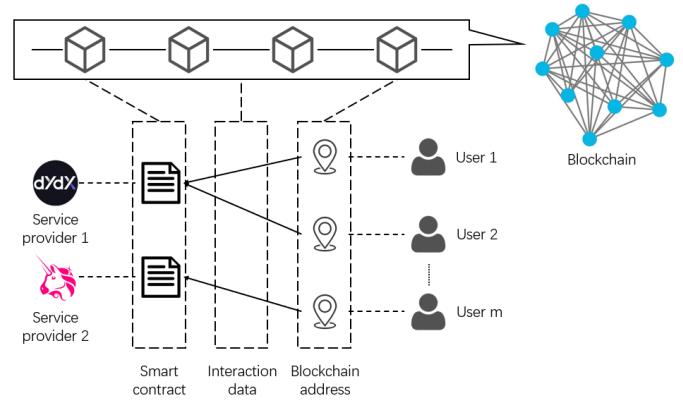 Blockchain
dYdX
Service
provider 1
User 1
User 2
Service
provider 2
User m
Smart
contract
Interaction
data
Blockchain
address